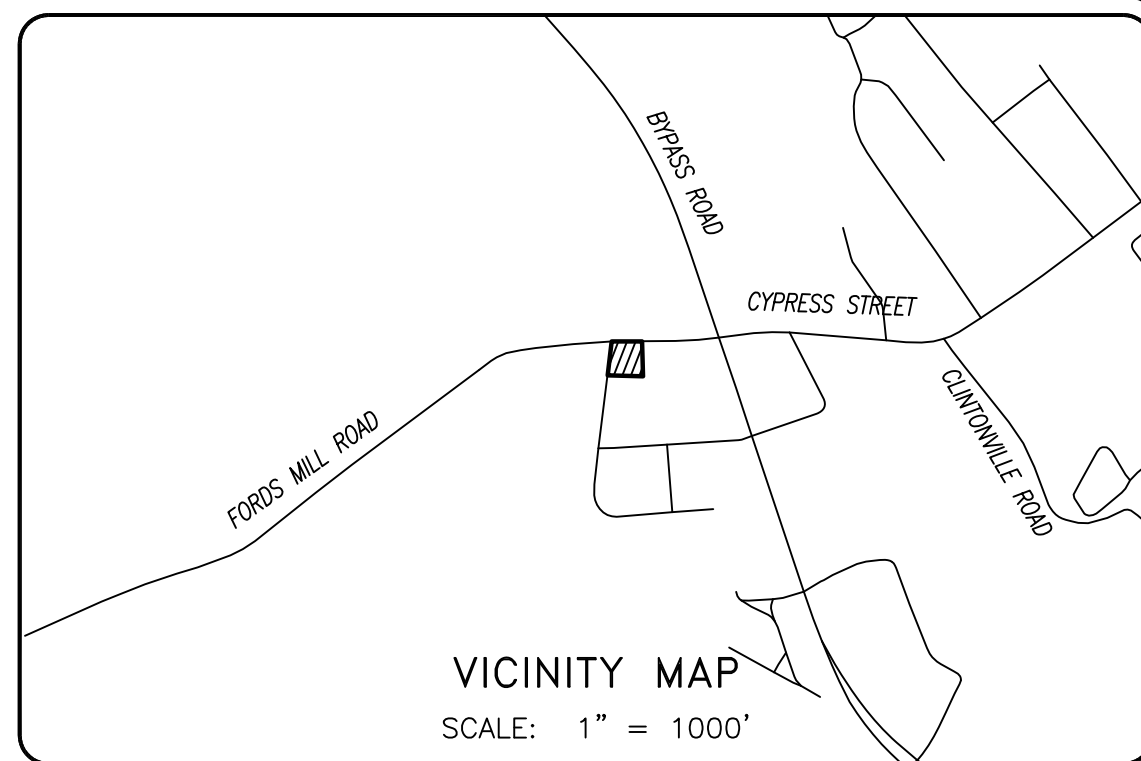 BYPASS ROAD
CYPRESS STREET
CLINTONVILLE ROAD
FORDS MILL ROAD
VICINITY MAP
SCALE: 1" = 1000'